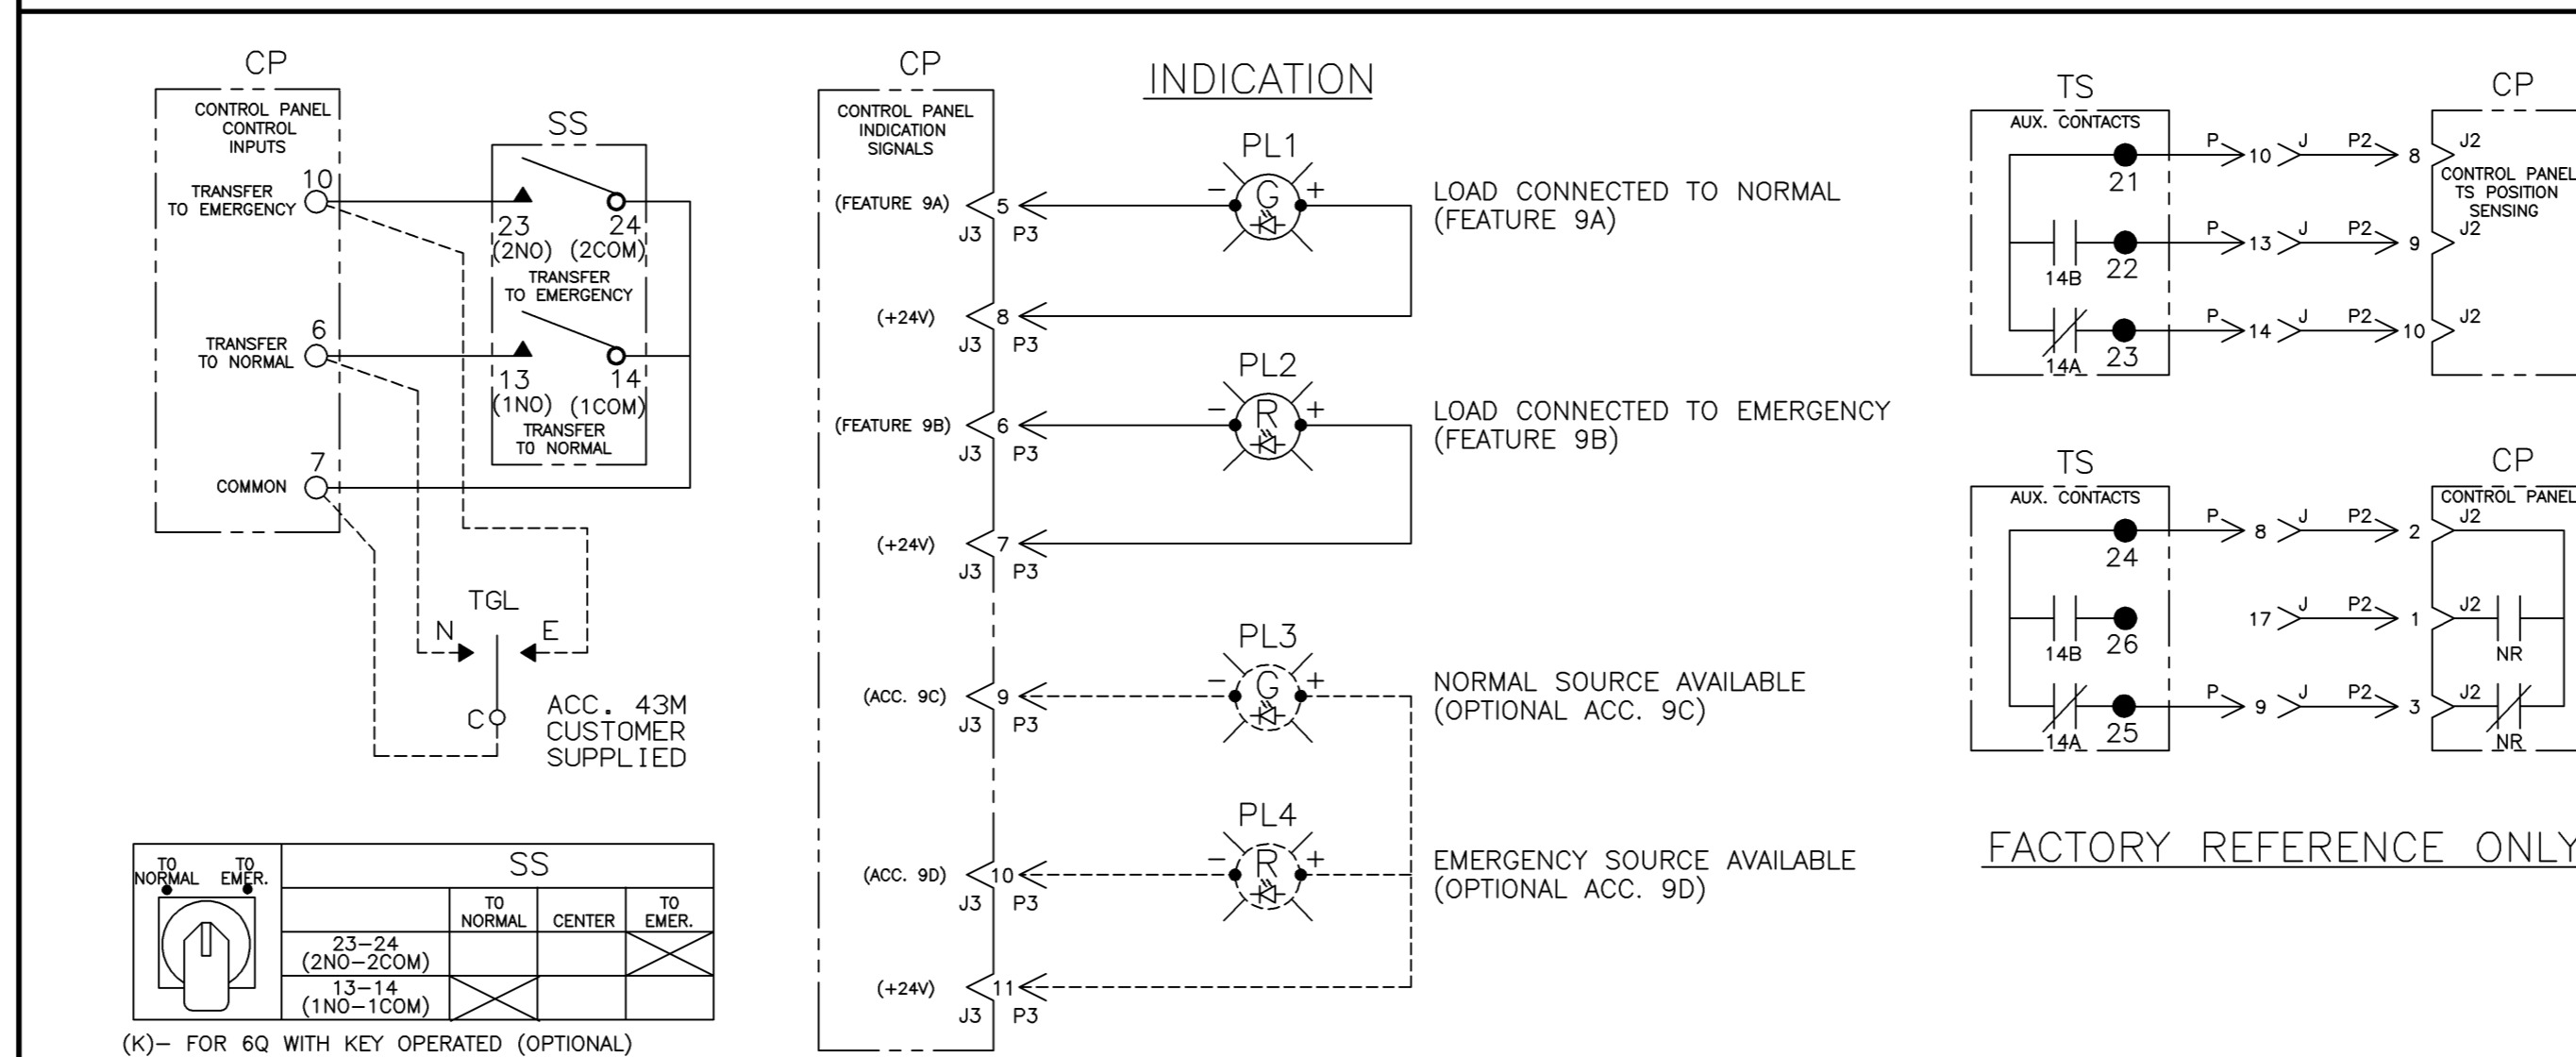 CP
CONTROL PANEL
CONTROL
INPUTS
TRANSFER
TO EMERGENCY
10
TRANSFER
TO NORMAL
6
COMMON
7
SS
23
24
(2NO) (2COM)
TRANSFER
TO EMERGENCY
13
14
(1NO) (1COM)
TRANSFER
TO NORMAL
TGL
N
E
C
ACC. 43M
CUSTOMER
SUPPLIED
TO
NORMAL
TO
EMER.
SS
TO
NORMAL
CENTER
TO
EMER.
23-24
(2NO-2COM)
13-14
(1NO-1COM)
(K)- FOR 6Q WITH KEY OPERATED (OPTIONAL)
CP
CONTROL PANEL
INDICATION
SIGNALS
INDICATION
(FEATURE 9A)
5
J3 P3
PL1
- G +
LOAD CONNECTED TO NORMAL
(FEATURE 9A)
(+24V)
8
J3 P3
PL2
(FEATURE 9B)
6
J3 P3
- R +
LOAD CONNECTED TO EMERGENCY
(FEATURE 9B)
(+24V)
7
J3 P3
PL3
(ACC. 9C)
9
J3 P3
- G +
NORMAL SOURCE AVAILABLE
(OPTIONAL ACC. 9C)
PL4
(ACC. 9D)
10
J3 P3
- R +
EMERGENCY SOURCE AVAILABLE
(OPTIONAL ACC. 9D)
(+24V)
11
J3 P3
TS
AUX. CONTACTS
21
P 10 J P2 8 J2
14B
22
P 13 J P2 9 J2
14A
23
P 14 J P2 10 J2
CP
CONTROL PANEL
TS POSITION
SENSING
TS
AUX. CONTACTS
24
P 8 J P2 2 J2
14B
26
17 J P2 1 J2
NR
14A
25
P 9 J P2 3 J2
NR
CP
CONTROL PANEL
FACTORY REFERENCE ONLY